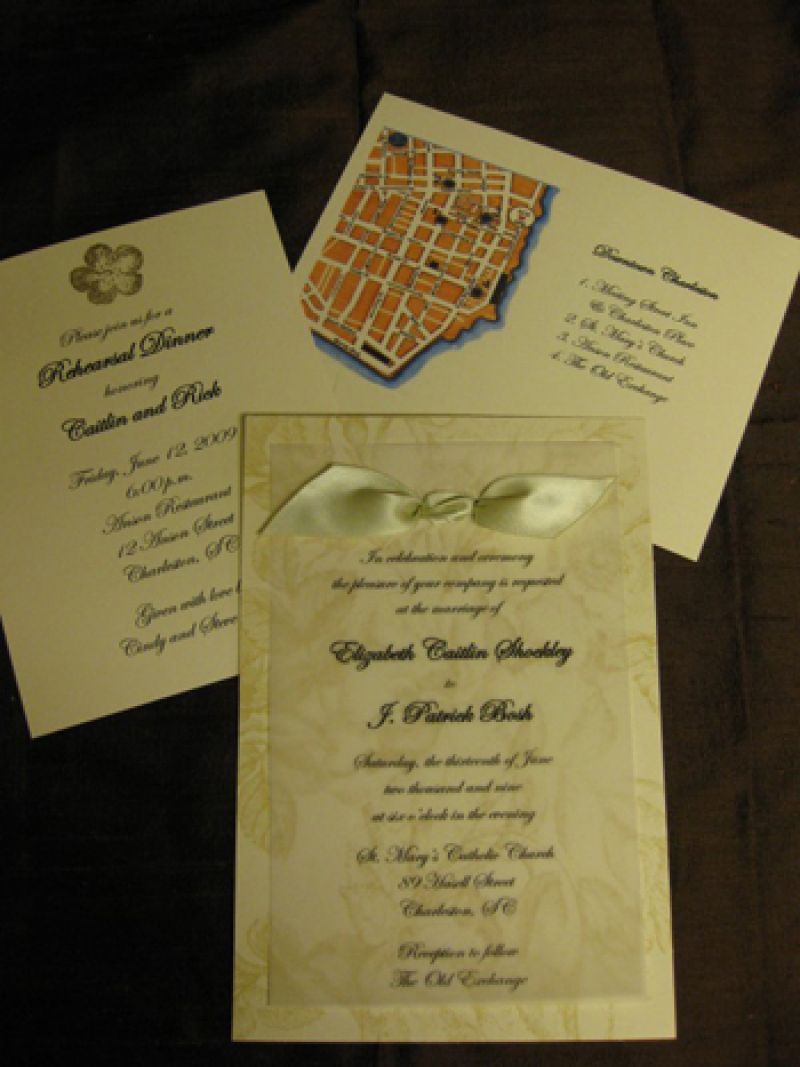 Please join us for a
Rehearsal Dinner
honoring
Caitlin and Rick
Friday, June 12, 2009
6:00 p.m.
Anson Restaurant
12 Anson Street
Charleston, SC
Given with love
Cindy and Steve
Downtown Charleston
1. Meeting Street Inn
& Charleston Place
2. St. Mary's Church
3. Anson Restaurant
4. The Old Exchange
In celebration and ceremony
the pleasure of your company is requested
at the marriage of
Elizabeth Caitlin Shockley
to
J. Patrick Bosh
Saturday, the thirteenth of June
two thousand and nine
at six o'clock in the evening
St. Mary's Catholic Church
89 Hasell Street
Charleston, SC
Reception to follow
The Old Exchange